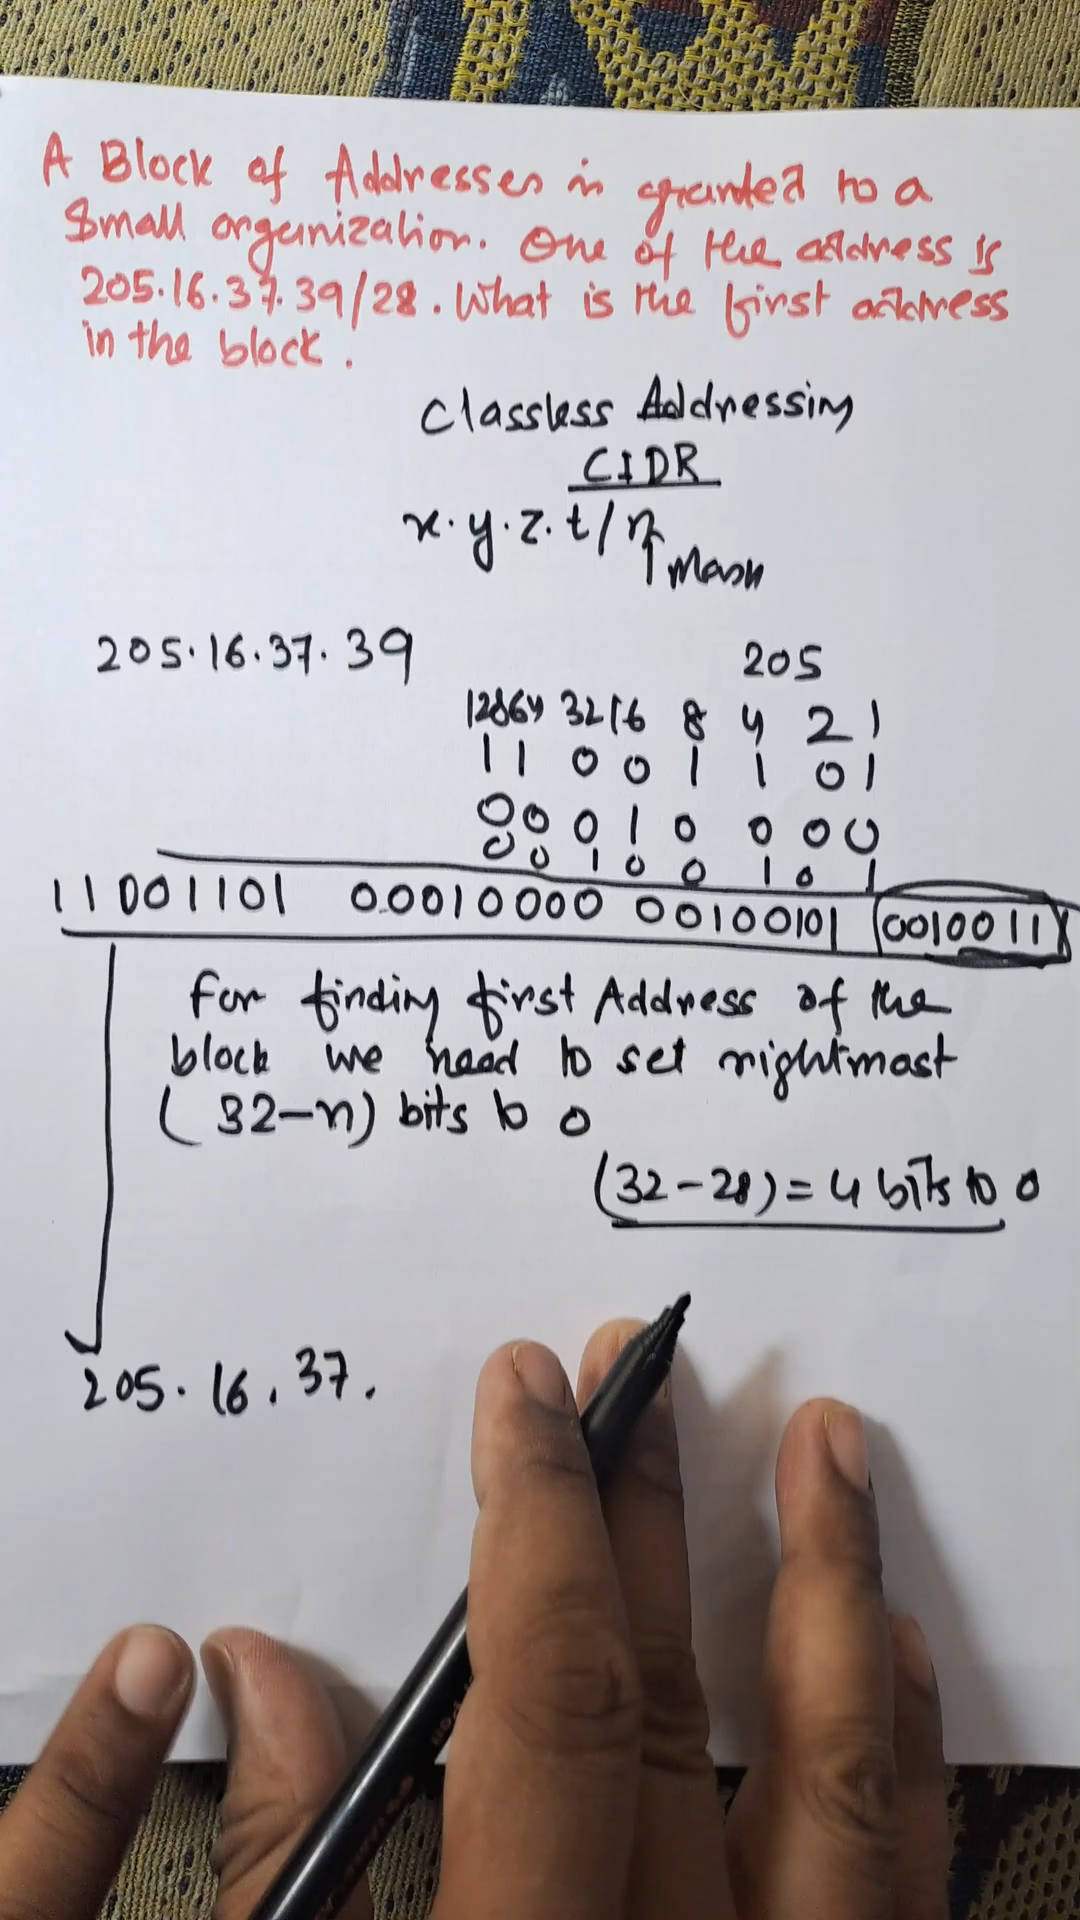 A Block of Addresses is granted to a
Small organization. One of the address is
205.16.37.39/28. What is the first address
in the block.
Classless Addressing
CIDR
x.y.z.t/n
Mask
205.16.37.39
205
128 64 32 16 8 4 2 1
1 1 0 0 1 1 0 1
0 0 0 1 0 0 0 0
0 0 1 0 0 1 0 1
11001101 00010000 00100101 00100111
For finding first Address of the
block we need to set rightmost
(32-n) bits to 0
(32-28)=4 bits to 0
205.16.37.